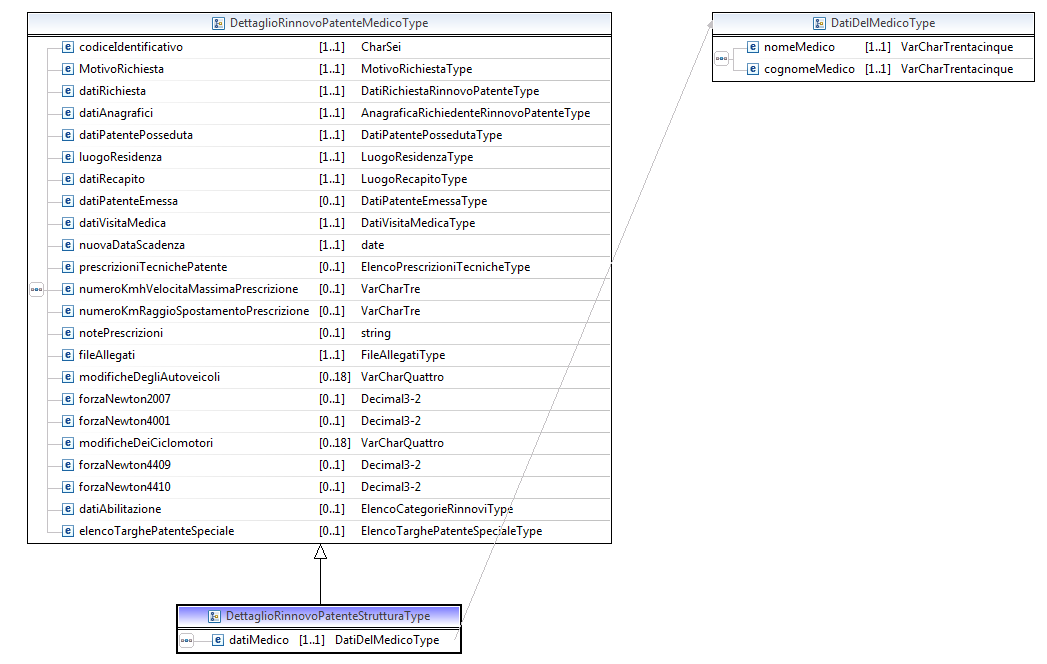 DettaglioRinnovoPatenteMedicoType
codiceIdentificativo [1..1] CharSei
MotivoRichiesta [1..1] MotivoRichiestaType
datiRichiesta [1..1] DatiRichiestaRinnovoPatenteType
datiAnagrafici [1..1] AnagraficaRichiedenteRinnovoPatenteType
datiPatentePosseduta [1..1] DatiPatentePossedutaType
luogoResidenza [1..1] LuogoResidenzaType
datiRecapito [1..1] LuogoRecapitoType
datiPatenteEmessa [0..1] DatiPatenteEmessaType
datiVisitaMedica [1..1] DatiVisitaMedicaType
nuovaDataScadenza [1..1] date
prescrizioniTecnichePatente [0..1] ElencoPrescrizioniTecnicheType
numeroKmhVelocitaMassimaPrescrizione [0..1] VarCharTre
numeroKmRaggioSpostamentoPrescrizione [0..1] VarCharTre
notePrescrizioni [0..1] string
fileAllegati [1..1] FileAllegatiType
modificheDegliAutoveicoli [0..18] VarCharQuattro
forzaNewton2007 [0..1] Decimal3-2
forzaNewton4001 [0..1] Decimal3-2
modificheDeiCiclomotori [0..18] VarCharQuattro
forzaNewton4409 [0..1] Decimal3-2
forzaNewton4410 [0..1] Decimal3-2
datiAbilitazione [0..1] ElencoCategorieRinnoviType
elencoTarghePatenteSpeciale [0..1] ElencoTarghePatenteSpecialeType
DatiDelMedicoType
nomeMedico [1..1] VarCharTrentacinque
cognomeMedico [1..1] VarCharTrentacinque
DettaglioRinnovoPatenteStrutturaType
datiMedico [1..1] DatiDelMedicoType